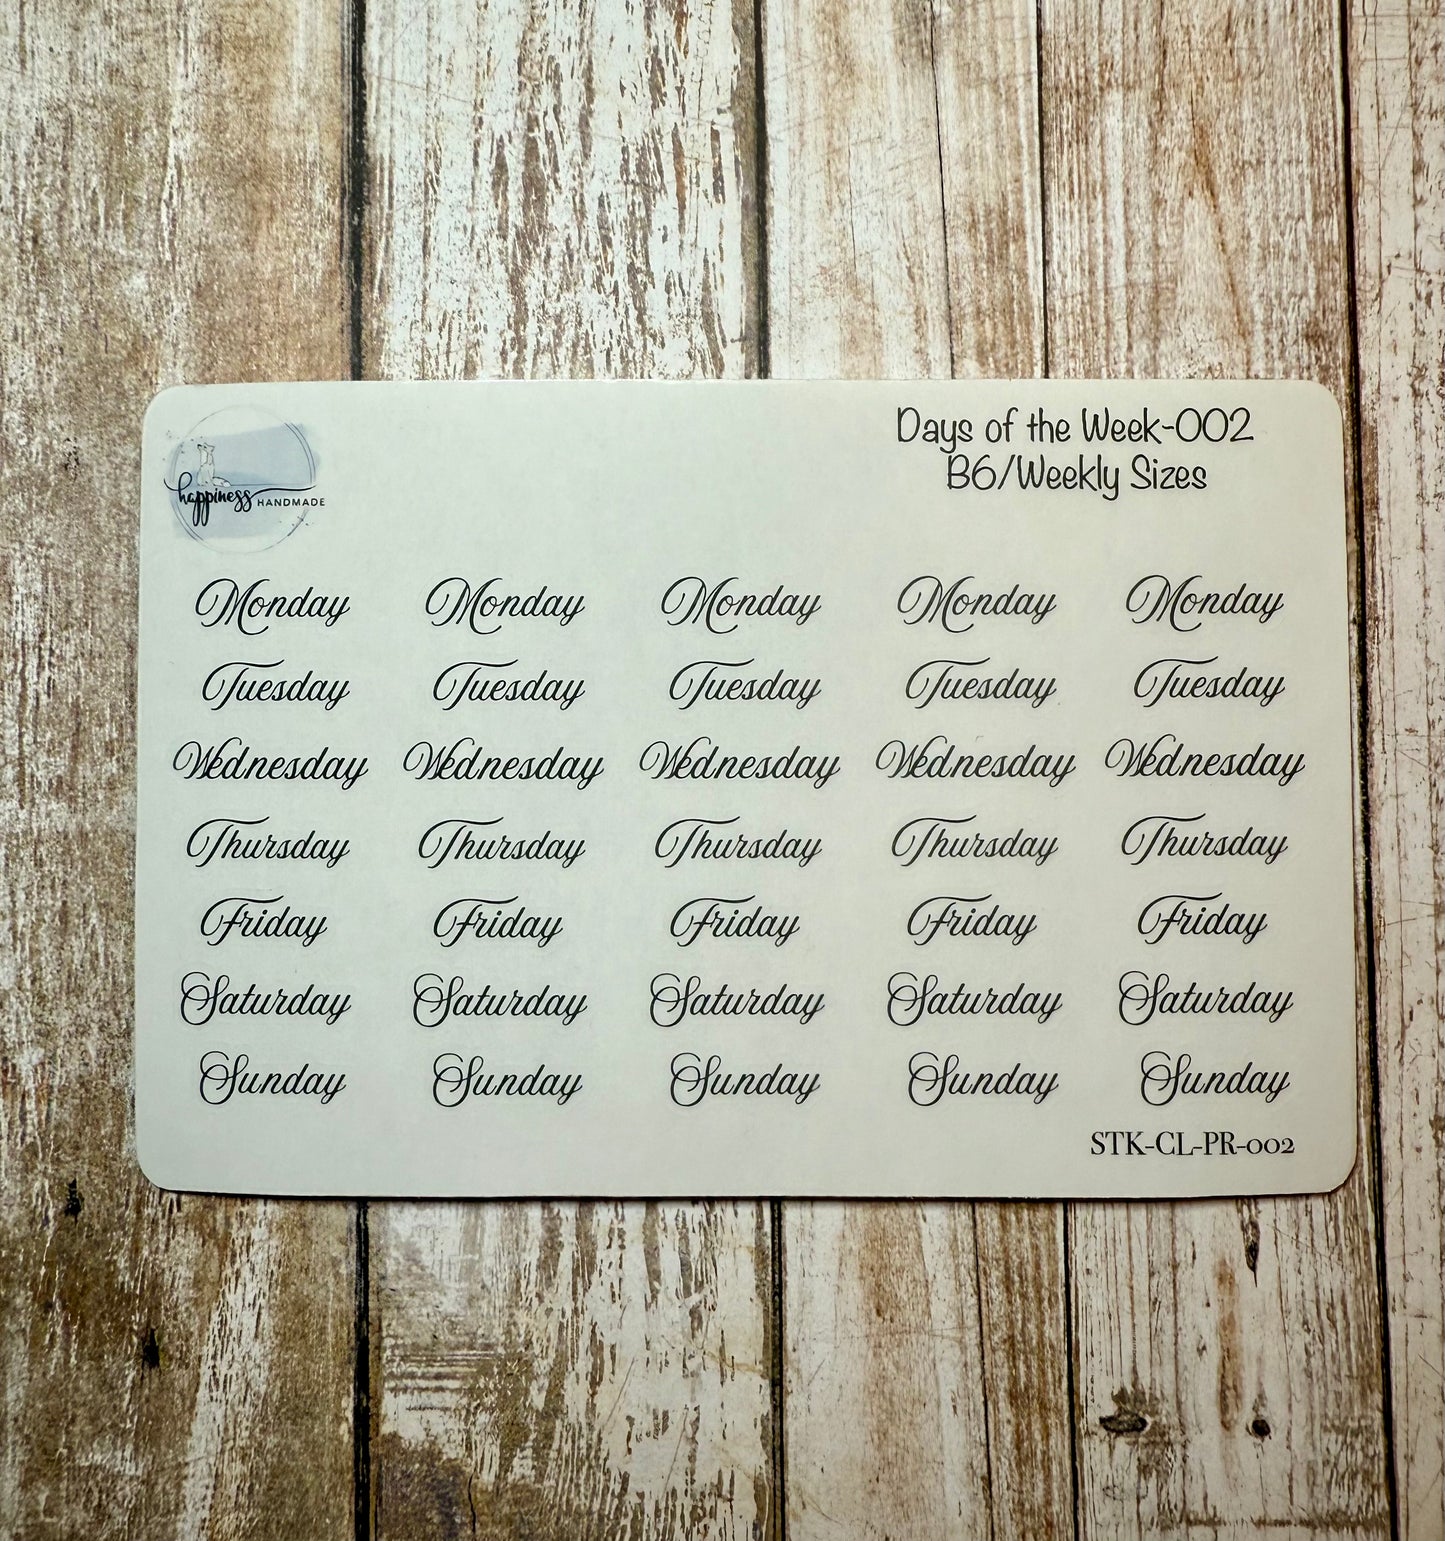 happiness HANDMADE
Days of the Week-002
B6/Weekly Sizes
Monday Monday Monday Monday Monday
Tuesday Tuesday Tuesday Tuesday Tuesday
Wednesday Wednesday Wednesday Wednesday Wednesday
Thursday Thursday Thursday Thursday Thursday
Friday Friday Friday Friday Friday
Saturday Saturday Saturday Saturday Saturday
Sunday Sunday Sunday Sunday Sunday
STK-CL-PR-002